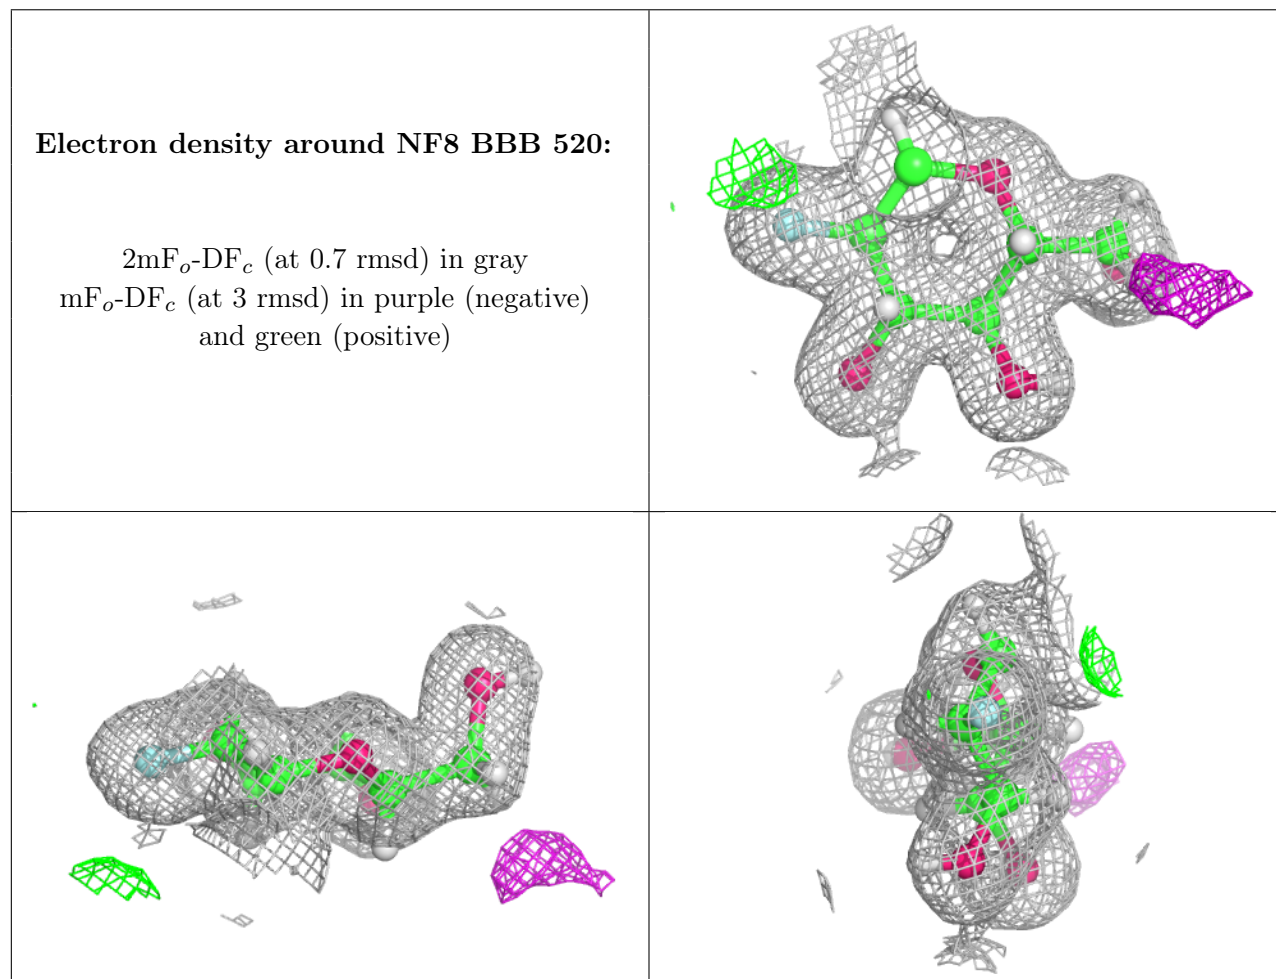 Electron density around NF8 BBB 520:
2mFo-DFc (at 0.7 rmsd) in gray
mFo-DFc (at 3 rmsd) in purple (negative)
and green (positive)